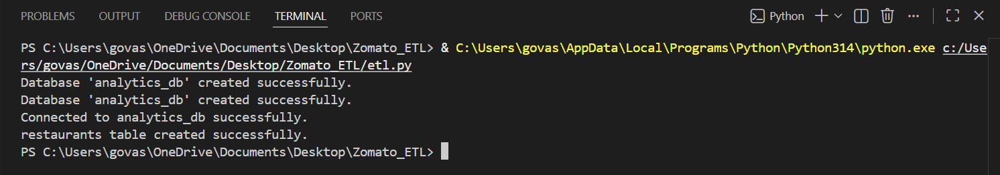 PROBLEMS OUTPUT DEBUG CONSOLE TERMINAL PORTS Python
PS C:\Users\govas\OneDrive\Documents\Desktop\Zomato_ETL> & C:\Users\govas\AppData\Local\Programs\Python\Python314\python.exe c:/Use
rs/govas/OneDrive/Documents/Desktop/Zomato_ETL/etl.py
Database 'analytics_db' created successfully.
Database 'analytics_db' created successfully.
Connected to analytics_db successfully.
restaurants table created successfully.
PS C:\Users\govas\OneDrive\Documents\Desktop\Zomato_ETL>